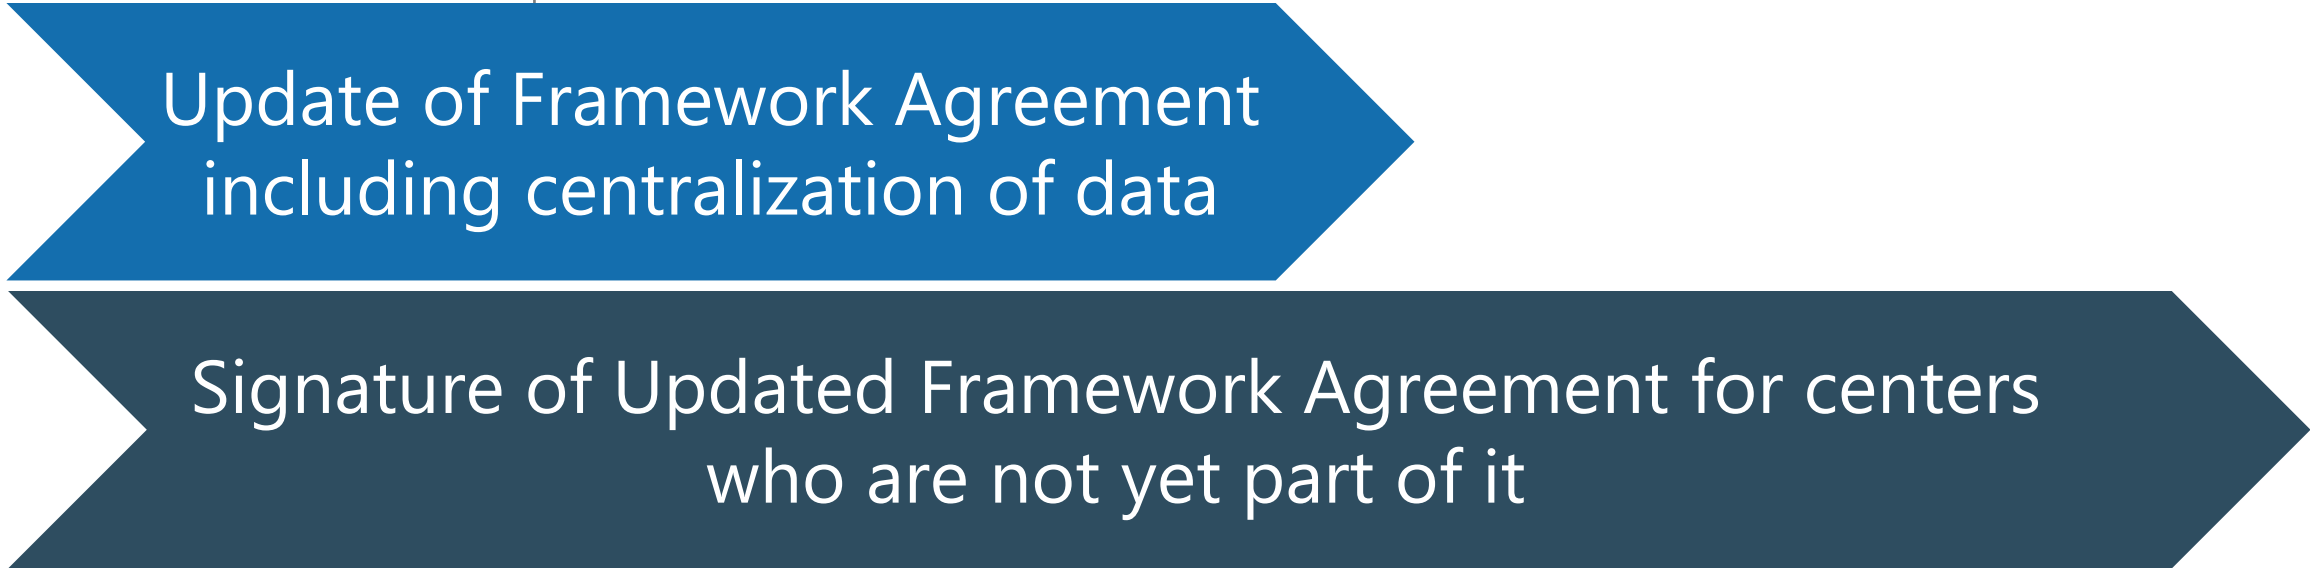 Update of Framework Agreement
including centralization of data
Signature of Updated Framework Agreement for centers
who are not yet part of it